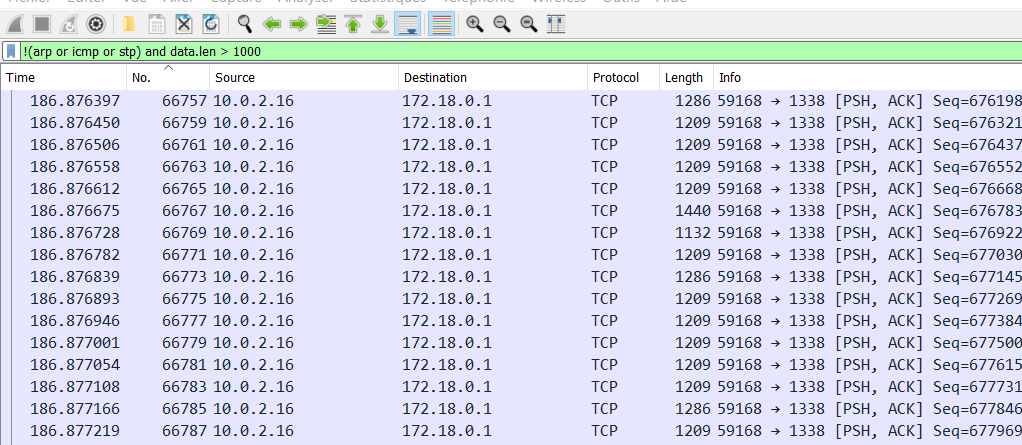 Fichier Editer Vue Aller Capture Analyser Statistiques Telephonie Wireless Outils Aide
!(arp or icmp or stp) and data.len > 1000
Time No. Source Destination Protocol Length Info
186.876397 66757 10.0.2.16 172.18.0.1 TCP 1286 59168 → 1338 [PSH, ACK] Seq=676198
186.876450 66759 10.0.2.16 172.18.0.1 TCP 1209 59168 → 1338 [PSH, ACK] Seq=676321
186.876506 66761 10.0.2.16 172.18.0.1 TCP 1209 59168 → 1338 [PSH, ACK] Seq=676437
186.876558 66763 10.0.2.16 172.18.0.1 TCP 1209 59168 → 1338 [PSH, ACK] Seq=676552
186.876612 66765 10.0.2.16 172.18.0.1 TCP 1209 59168 → 1338 [PSH, ACK] Seq=676668
186.876675 66767 10.0.2.16 172.18.0.1 TCP 1440 59168 → 1338 [PSH, ACK] Seq=676783
186.876728 66769 10.0.2.16 172.18.0.1 TCP 1132 59168 → 1338 [PSH, ACK] Seq=676922
186.876782 66771 10.0.2.16 172.18.0.1 TCP 1209 59168 → 1338 [PSH, ACK] Seq=677030
186.876839 66773 10.0.2.16 172.18.0.1 TCP 1286 59168 → 1338 [PSH, ACK] Seq=677145
186.876893 66775 10.0.2.16 172.18.0.1 TCP 1209 59168 → 1338 [PSH, ACK] Seq=677269
186.876946 66777 10.0.2.16 172.18.0.1 TCP 1209 59168 → 1338 [PSH, ACK] Seq=677384
186.877001 66779 10.0.2.16 172.18.0.1 TCP 1209 59168 → 1338 [PSH, ACK] Seq=677500
186.877054 66781 10.0.2.16 172.18.0.1 TCP 1209 59168 → 1338 [PSH, ACK] Seq=677615
186.877108 66783 10.0.2.16 172.18.0.1 TCP 1209 59168 → 1338 [PSH, ACK] Seq=677731
186.877166 66785 10.0.2.16 172.18.0.1 TCP 1286 59168 → 1338 [PSH, ACK] Seq=677846
186.877219 66787 10.0.2.16 172.18.0.1 TCP 1209 59168 → 1338 [PSH, ACK] Seq=677969